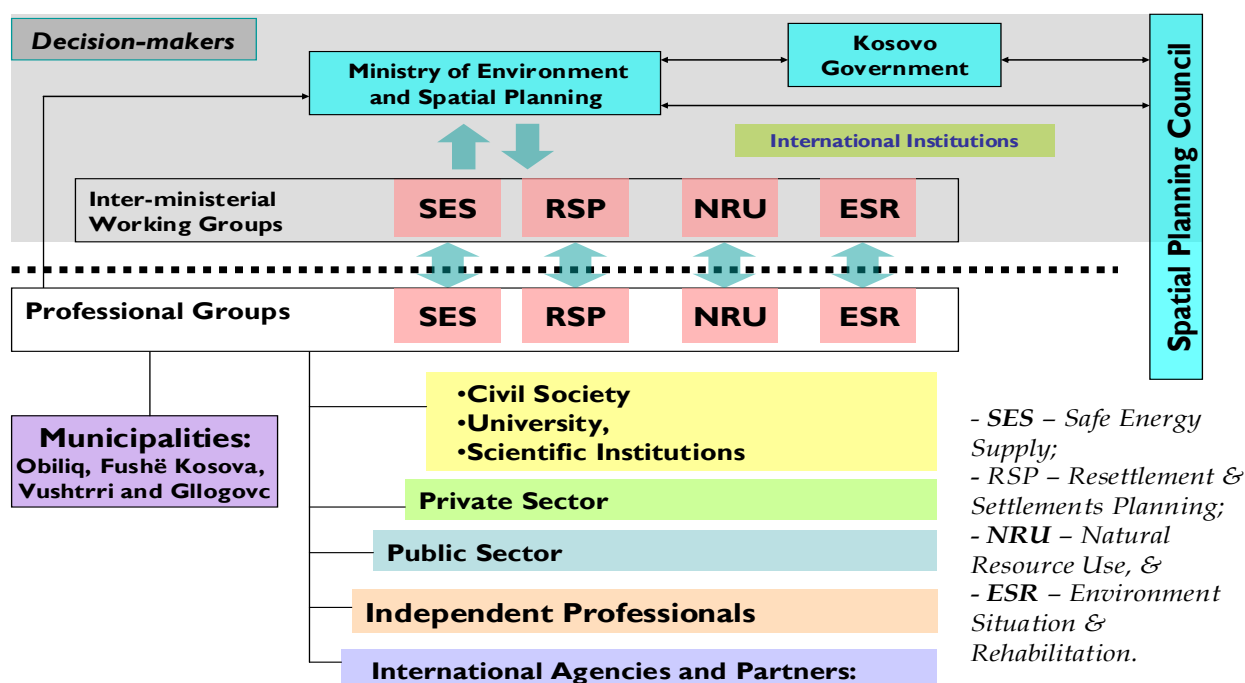 Decision-makers
Ministry of Environment
and Spatial Planning
Kosovo
Government
International Institutions
Spatial Planning Council
Inter-ministerial
Working Groups
SES
RSP
NRU
ESR
Professional Groups
SES
RSP
NRU
ESR
Municipalities:
Obiliq, Fushë Kosova,
Vushtrri and Gllogovc
•Civil Society
•University,
•Scientific Institutions
Private Sector
Public Sector
Independent Professionals
International Agencies and Partners:
- SES – Safe Energy
Supply;
- RSP – Resettlement &
Settlements Planning;
- NRU – Natural
Resource Use, &
- ESR – Environment
Situation &
Rehabilitation.